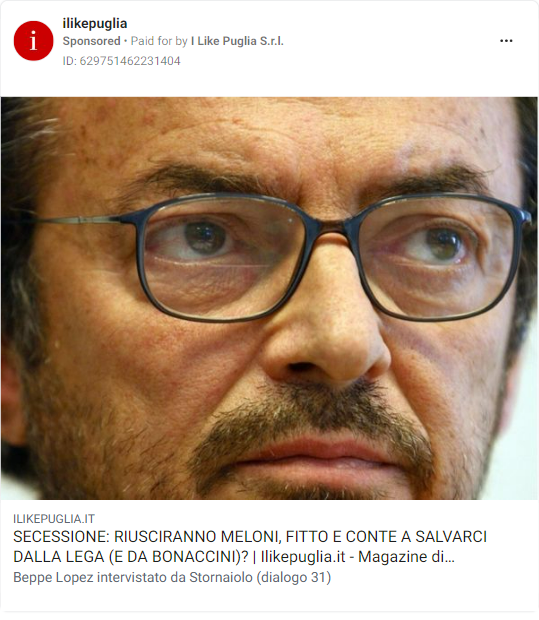 i
ilikepuglia
Sponsored • Paid for by I Like Puglia S.r.l.
ID: 629751462231404
ILIKEPUGLIA.IT
SECESSIONE: RIUSCIRANNO MELONI, FITTO E CONTE A SALVARCI
DALLA LEGA (E DA BONACCINI)? | Ilikepuglia.it - Magazine di...
Beppe Lopez intervistato da Stornaiolo (dialogo 31)